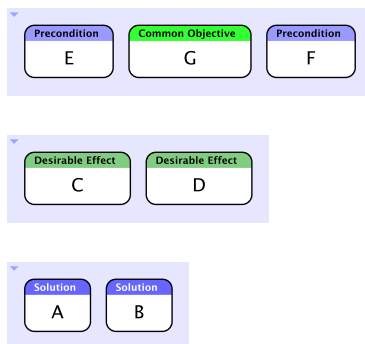 Precondition Common Objective Precondition
E G F
Desirable Effect Desirable Effect
C D
Solution Solution
A B